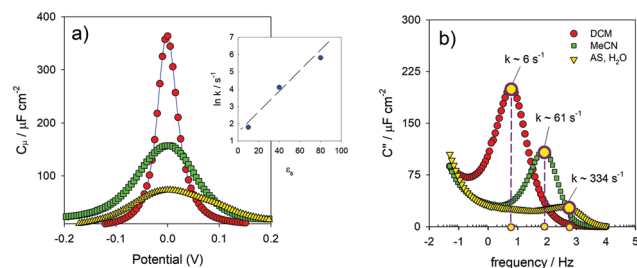 a)
Cμ / μF cm⁻²
400
300
200
100
-0.2 -0.1 0.0 0.1 0.2
Potential (V)
ln k / s⁻¹
7
6
5
4
3
2
1
0 20 40 60 80 100
εs
b)
C'' / μF cm⁻²
300
225
150
75
0
-2 -1 0 1 2 3 4 5
frequency / Hz
DCM
MeCN
AS, H₂O
k ~ 6 s⁻¹
k ~ 61 s⁻¹
k ~ 334 s⁻¹